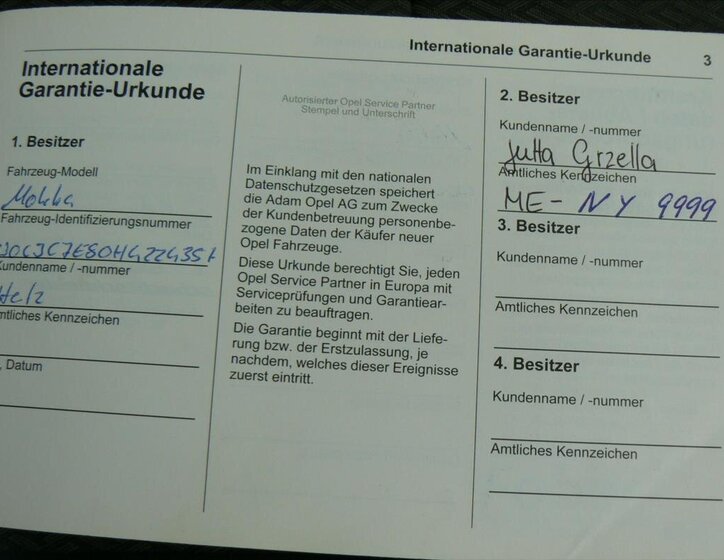 Internationale Garantie-Urkunde 3
Internationale
Garantie-Urkunde
1. Besitzer
Fahrzeug-Modell
Mokka
Fahrzeug-Identifizierungsnummer
Kundenname / -nummer
Amtliches Kennzeichen
, Datum
Autorisierter Opel Service Partner
Stempel und Unterschrift
Im Einklang mit den nationalen
Datenschutzgesetzen speichert
die Adam Opel AG zum Zwecke
der Kundenbetreuung personenbe-
zogene Daten der Käufer neuer
Opel Fahrzeuge.
Diese Urkunde berechtigt Sie, jeden
Opel Service Partner in Europa mit
Serviceprüfungen und Garantiear-
beiten zu beauftragen.
Die Garantie beginnt mit der Liefe-
rung bzw. der Erstzulassung, je
nachdem, welches dieser Ereignisse
zuerst eintritt.
2. Besitzer
Kundenname / -nummer
Jutta Grzella
Amtliches Kennzeichen
ME- NY 9999
3. Besitzer
Kundenname / -nummer
Amtliches Kennzeichen
4. Besitzer
Kundenname / -nummer
Amtliches Kennzeichen